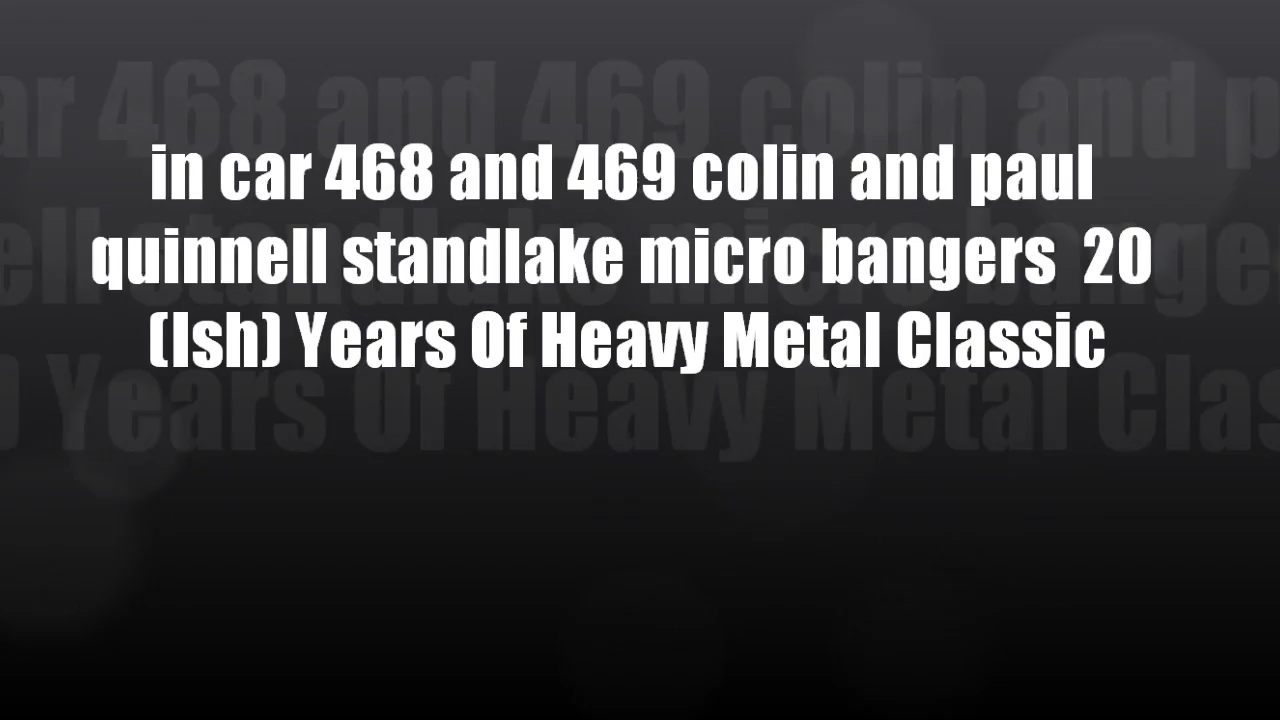 in car 468 and 469 colin and paul
quinnell standlake micro bangers  20
(Ish) Years Of Heavy Metal Classic